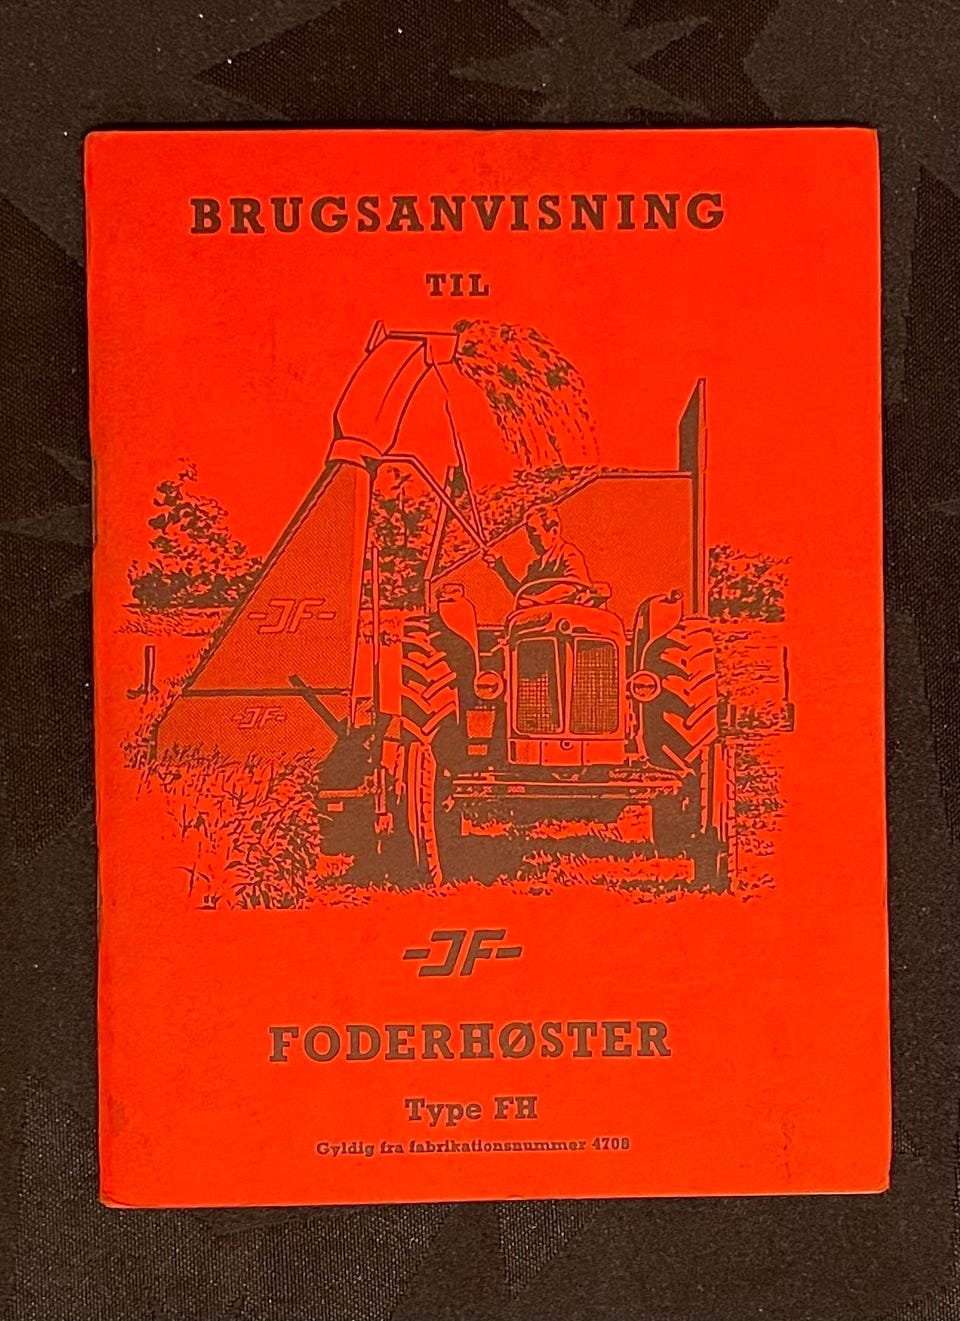 BRUGSANVISNING
TIL
-JF-
-JF-
-JF-
FODERHØSTER
Type FH
Gyldig fra fabrikationsnummer 4708